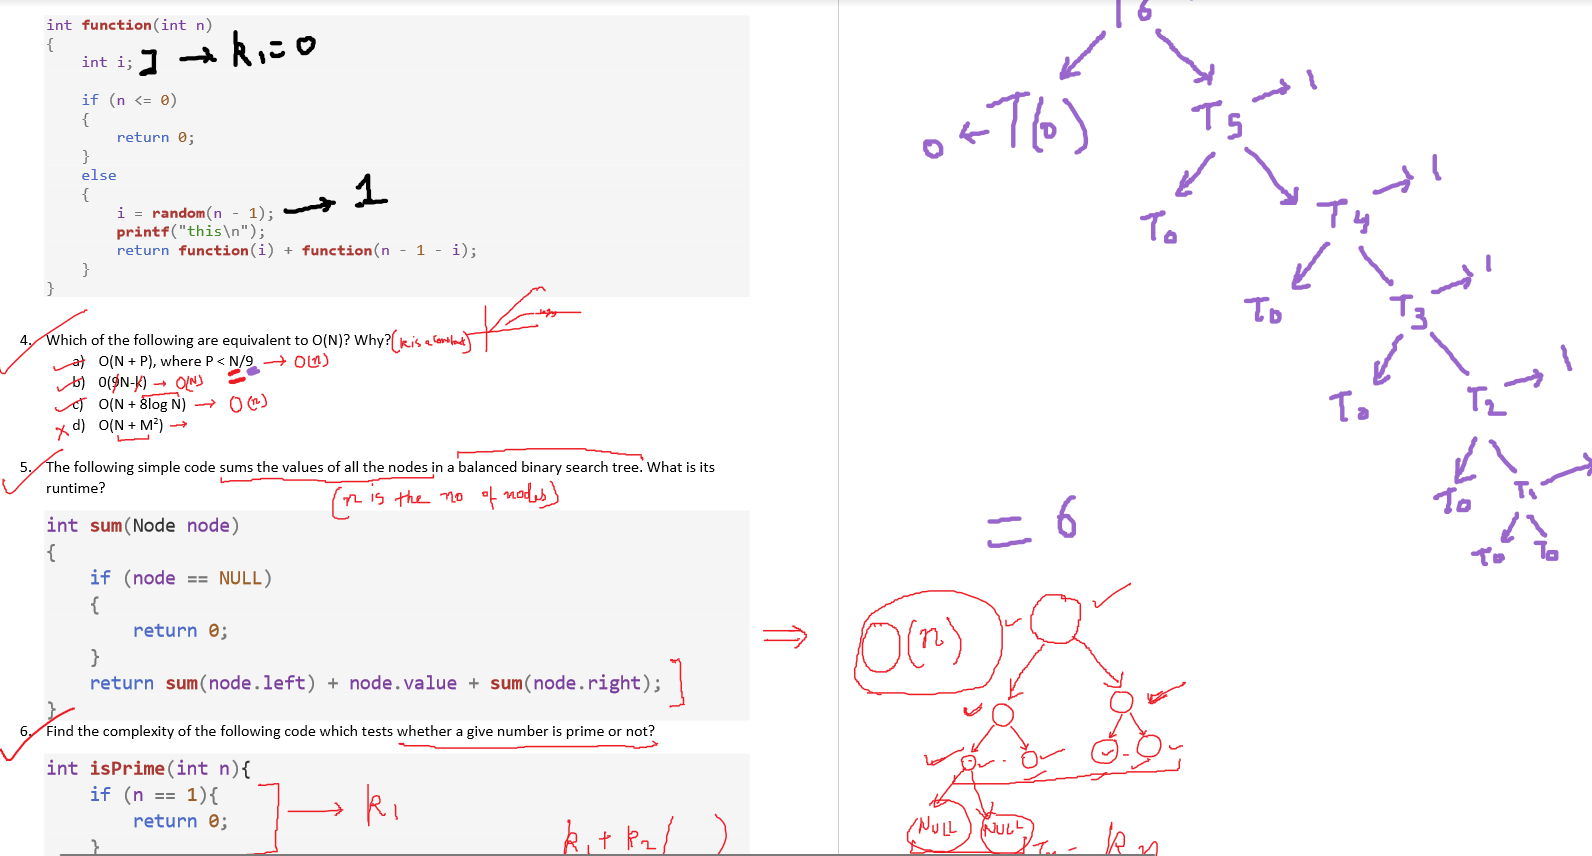 int function(int n)
{
int i; ] → k₁=0
if (n <= 0)
{
return 0;
}
else
{
i = random(n - 1); → 1
printf("this\n");
return function(i) + function(n - 1 - i);
}
}
4. Which of the following are equivalent to O(N)? Why? (k is a constant)
a) O(N + P), where P < N/9 → O(n)
b) 0(9N-k) → O(N)
c) O(N + 8log N) → O(n)
d) O(N + M²) →
5. The following simple code sums the values of all the nodes in a balanced binary search tree. What is its
runtime?
(n is the no of nodes)
int sum(Node node)
{
if (node == NULL)
{
return 0;
}
return sum(node.left) + node.value + sum(node.right);
}
6. Find the complexity of the following code which tests whether a give number is prime or not?
int isPrime(int n){
if (n == 1){
return 0;
}
→ k₁
k₁ + k₂ ( )
T 6
0 ← T(0) T5 → 1
T0 T4 → 1
T0 T3 → 1
T0 T2 → 1
T0 T1 →
T0 T0
= 6
⇒ O(n)
NULL NULL